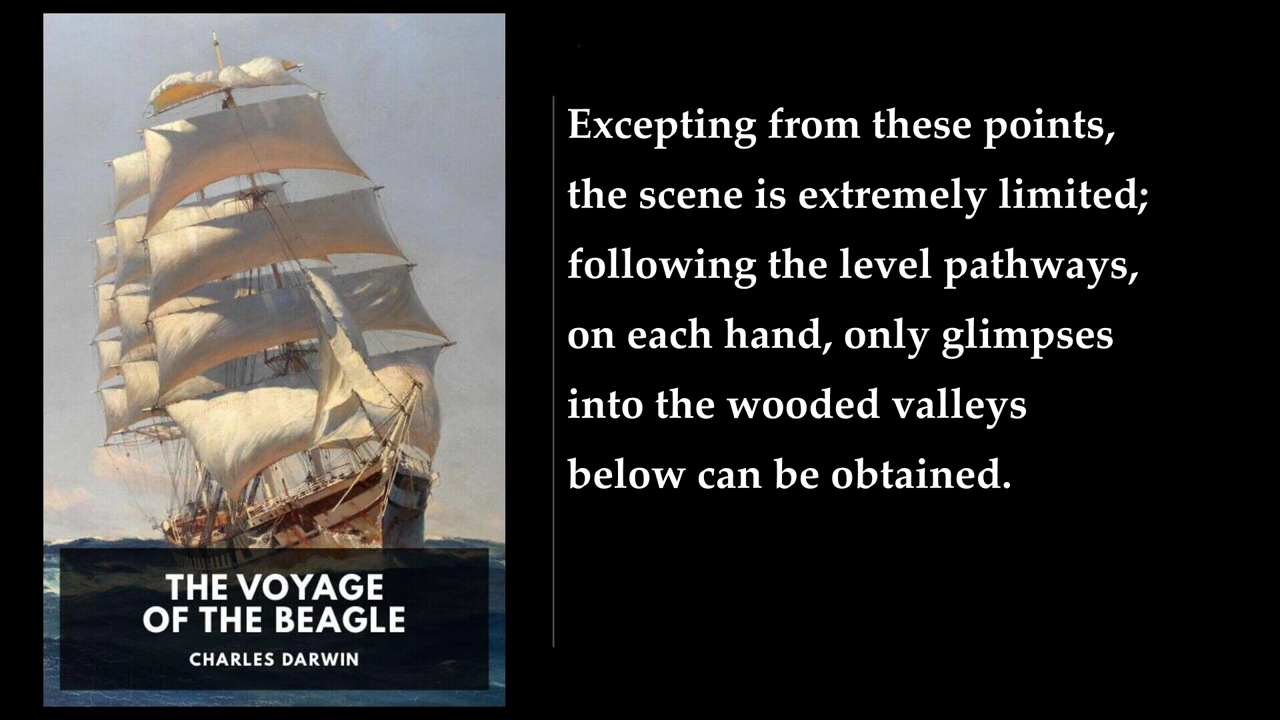 THE VOYAGE
OF THE BEAGLE
CHARLES DARWIN
Excepting from these points,
the scene is extremely limited;
following the level pathways,
on each hand, only glimpses
into the wooded valleys
below can be obtained.